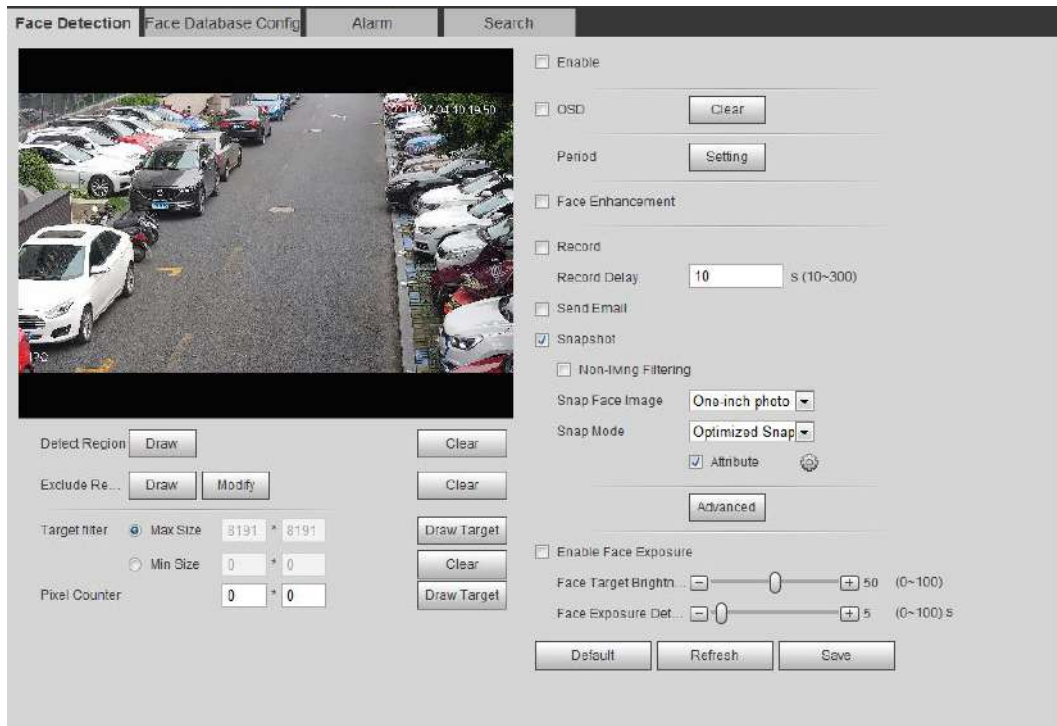 Face Detection Face Database Config Alarm Search
Enable
OSD Clear
Period Setting
Face Enhancement
Record
Record Delay 10 s (10~300)
Send Email
Snapshot
Non-living Filtering
Snap Face Image One-inch photo
Snap Mode Optimized Snap
Attribute
Advanced
Enable Face Exposure
Face Target Brightn... 50 (0~100)
Face Exposure Det... 5 (0~100) s
Default Refresh Save
04 10:19:50
Detect Region Draw Clear
Exclude Re... Draw Modify Clear
Target filter Max Size 8191 * 8191 Draw Target
Min Size 0 * 0 Clear
Pixel Counter 0 * 0 Draw Target